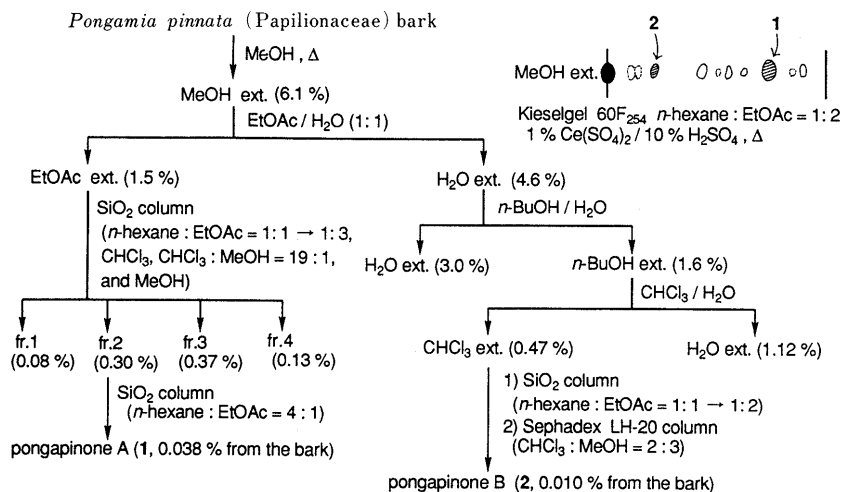 Pongamia pinnata (Papilionaceae) bark
MeOH , Δ
MeOH ext. (6.1 %)
EtOAc / H₂O (1 : 1)
2 1
MeOH ext.
Kieselgel 60F₂₅₄ n-hexane : EtOAc = 1 : 2
1 % Ce(SO₄)₂ / 10 % H₂SO₄ , Δ
EtOAc ext. (1.5 %)
SiO₂ column
(n-hexane : EtOAc = 1 : 1 → 1 : 3,
CHCl₃, CHCl₃ : MeOH = 19 : 1,
and MeOH)
H₂O ext. (4.6 %)
n-BuOH / H₂O
H₂O ext. (3.0 %)
n-BuOH ext. (1.6 %)
CHCl₃ / H₂O
fr.1 fr.2 fr.3 fr.4
(0.08 %) (0.30 %) (0.37 %) (0.13 %)
SiO₂ column
(n-hexane : EtOAc = 4 : 1)
pongapinone A (1, 0.038 % from the bark)
CHCl₃ ext. (0.47 %)
H₂O ext. (1.12 %)
1) SiO₂ column
(n-hexane : EtOAc = 1 : 1 → 1 : 2)
2) Sephadex LH-20 column
(CHCl₃ : MeOH = 2 : 3)
pongapinone B (2, 0.010 % from the bark)